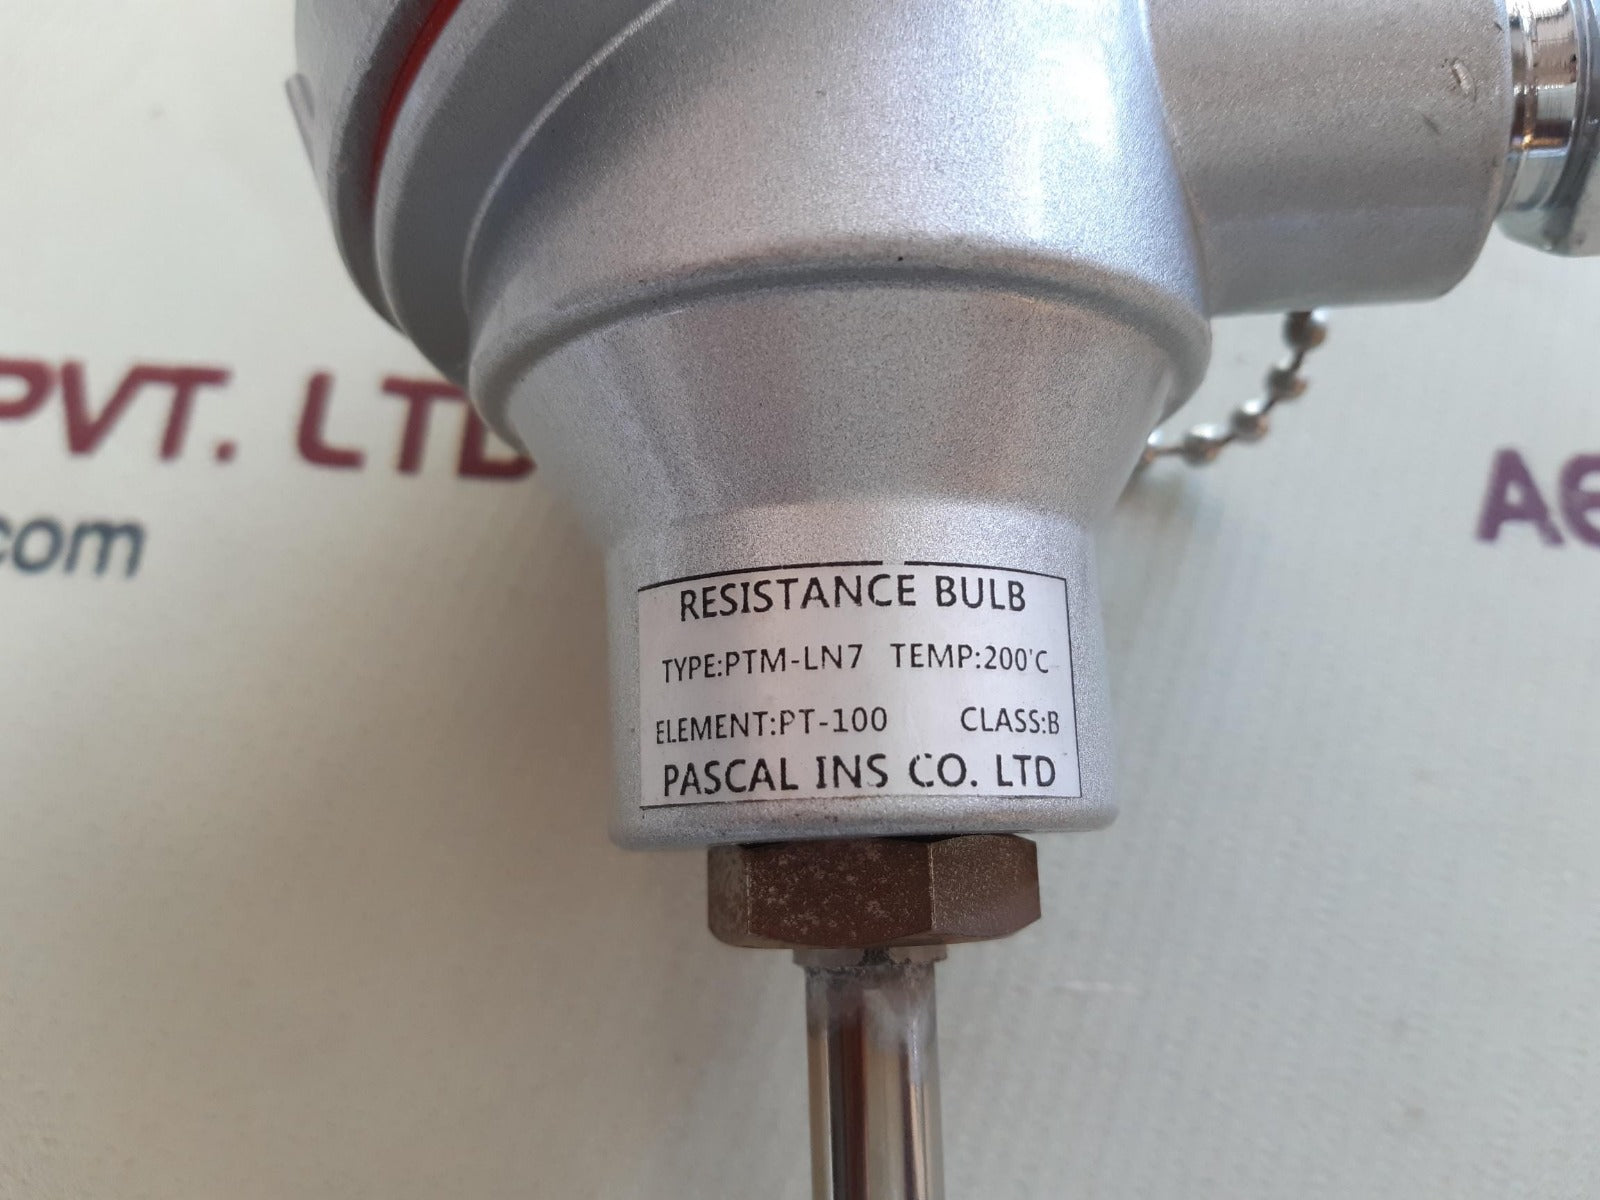 PVT. LTD
.com
RESISTANCE BULB
TYPE:PTM-LN7 TEMP:200'C
ELEMENT:PT-100 CLASS:B
PASCAL INS CO. LTD